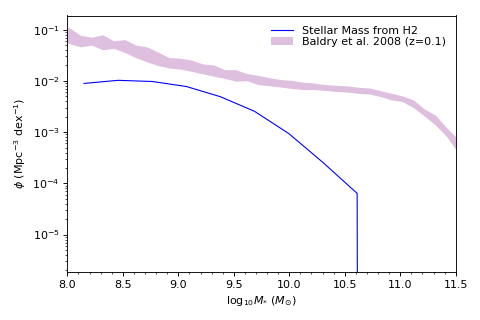 Stellar Mass from H2
Baldry et al. 2008 (z=0.1)
10⁻¹
10⁻²
10⁻³
10⁻⁴
10⁻⁵
ϕ (Mpc⁻³ dex⁻¹)
8.0 8.5 9.0 9.5 10.0 10.5 11.0 11.5
log₁₀M* (M⊙)